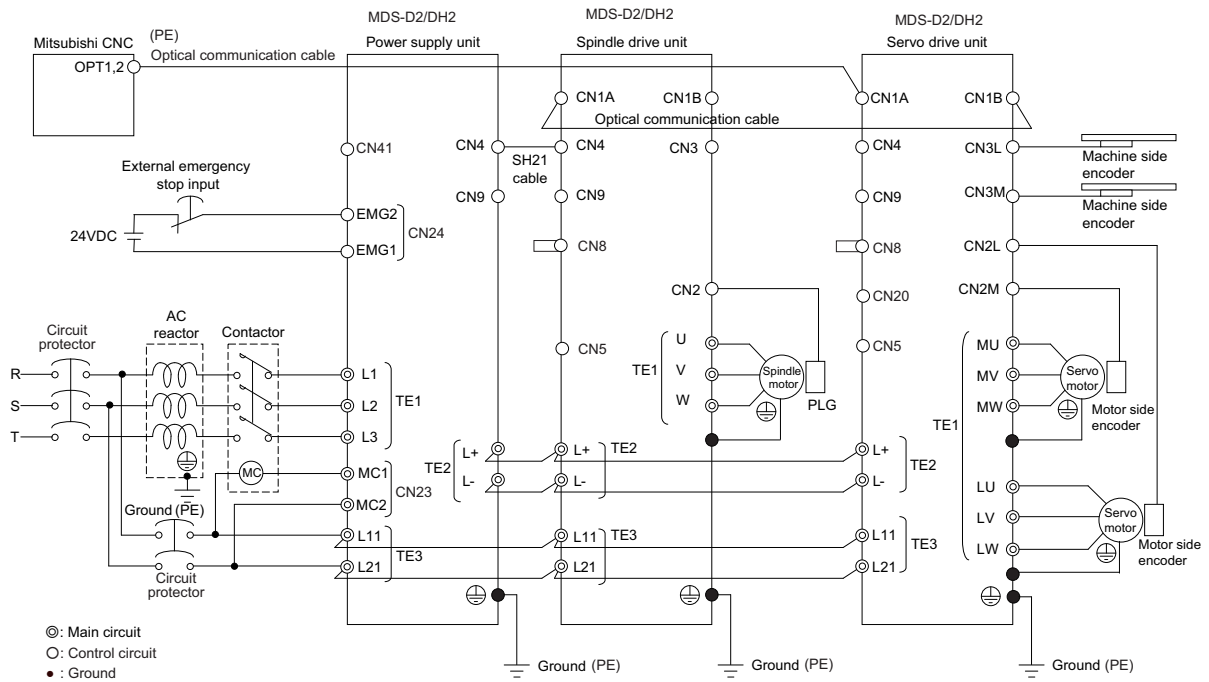 MDS-D2/DH2
Power supply unit
MDS-D2/DH2
Spindle drive unit
MDS-D2/DH2
Servo drive unit
Mitsubishi CNC
(PE)
OPT1,2
Optical communication cable
CN1A
CN1B
CN1A
CN1B
Optical communication cable
CN41
CN4
SH21
cable
CN4
CN3
CN4
CN3L
Machine side
encoder
External emergency
stop input
CN9
CN9
CN9
CN3M
Machine side
encoder
24VDC
EMG2
EMG1
CN24
CN8
CN8
CN2L
CN2
CN20
CN2M
Circuit
protector
AC
reactor
Contactor
CN5
CN5
R
S
T
L1
L2
L3
TE1
TE1
U
V
W
Spindle
motor
PLG
TE1
MU
MV
MW
Servo
motor
Motor side
encoder
MC
MC1
MC2
CN23
TE2
L+
L-
L+
L-
TE2
L+
L-
TE2
Ground (PE)
Circuit
protector
L11
L21
TE3
L11
L21
TE3
L11
L21
TE3
LU
LV
LW
Servo
motor
Motor side
encoder
Ground (PE)
Ground (PE)
Ground (PE)
: Main circuit
: Control circuit
: Ground